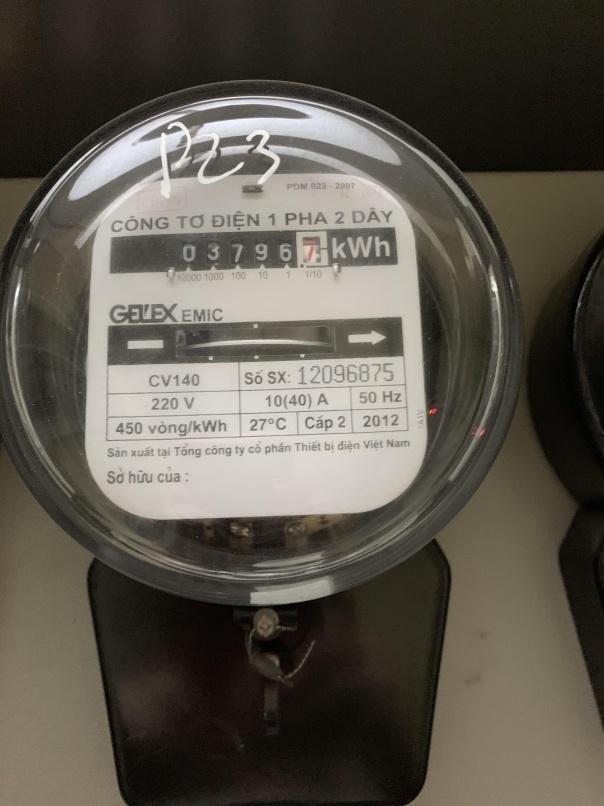 PZ3
PDM 023 - 2007
CÔNG TƠ ĐIỆN 1 PHA 2 DÂY
0 3 7 9 6 7 kWh
10000 1000 100 10 1 1/10
GELEX EMIC
CV140 Số SX: 12096875
220 V 10(40) A 50 Hz
450 vòng/kWh 27°C Cấp 2 2012
Sản xuất tại Tổng công ty cổ phần Thiết bị điện Việt Nam
Sở hữu của :